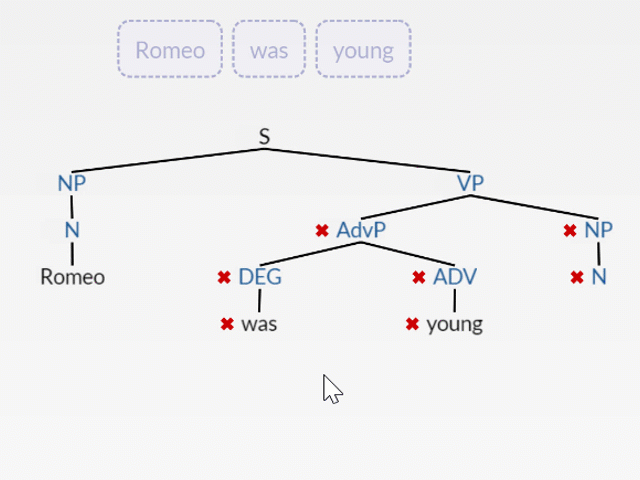 Romeo was young
S
NP VP
N AdvP NP
Romeo DEG ADV N
was young